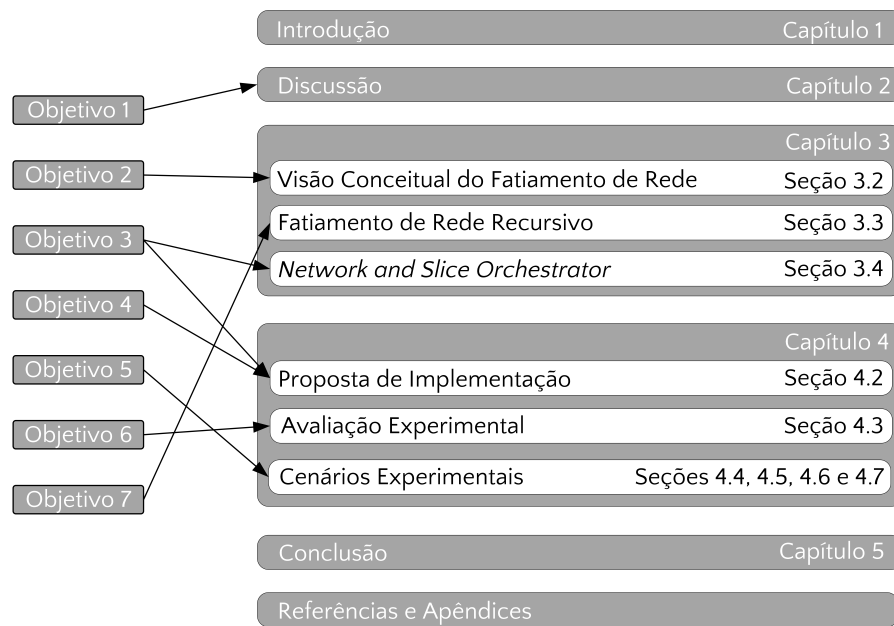 Introdução Capítulo 1
Discussão Capítulo 2
Objetivo 1
Capítulo 3
Objetivo 2
Visão Conceitual do Fatiamento de Rede Seção 3.2
Fatiamento de Rede Recursivo Seção 3.3
Objetivo 3
Network and Slice Orchestrator Seção 3.4
Objetivo 4
Capítulo 4
Objetivo 5
Proposta de Implementação Seção 4.2
Objetivo 6
Avaliação Experimental Seção 4.3
Cenários Experimentais Seções 4.4, 4.5, 4.6 e 4.7
Objetivo 7
Conclusão Capítulo 5
Referências e Apêndices